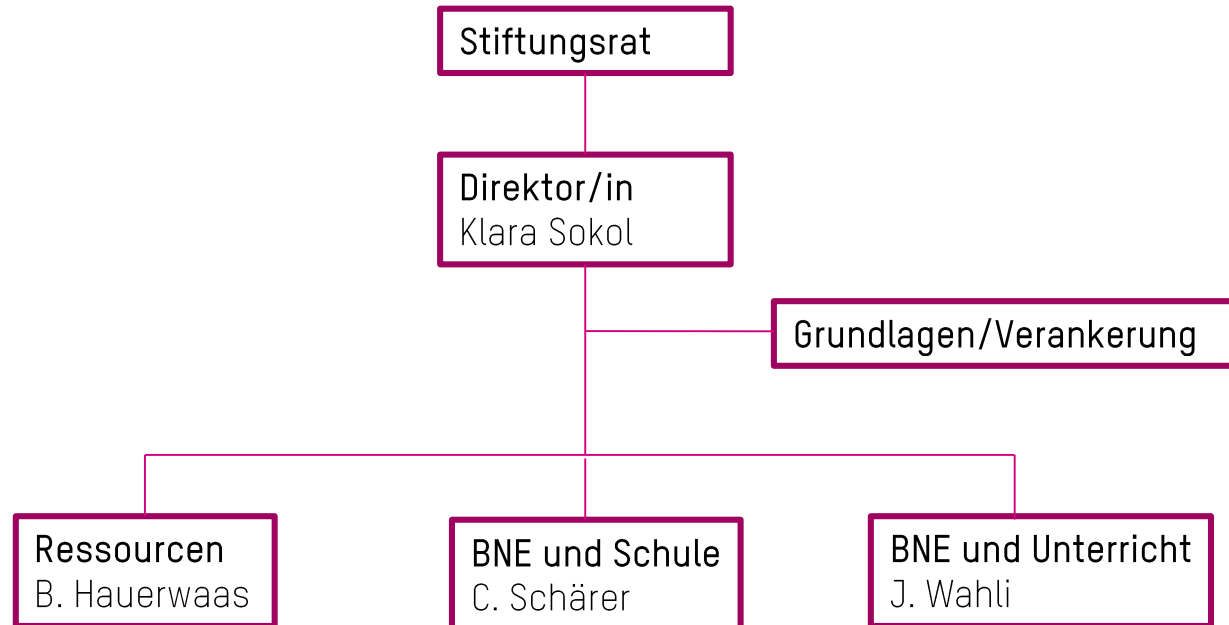 Stiftungsrat
Direktor/in
Klara Sokol
Grundlagen/Verankerung
Ressourcen
B. Hauerwaas
BNE und Schule
C. Schärer
BNE und Unterricht
J. Wahli